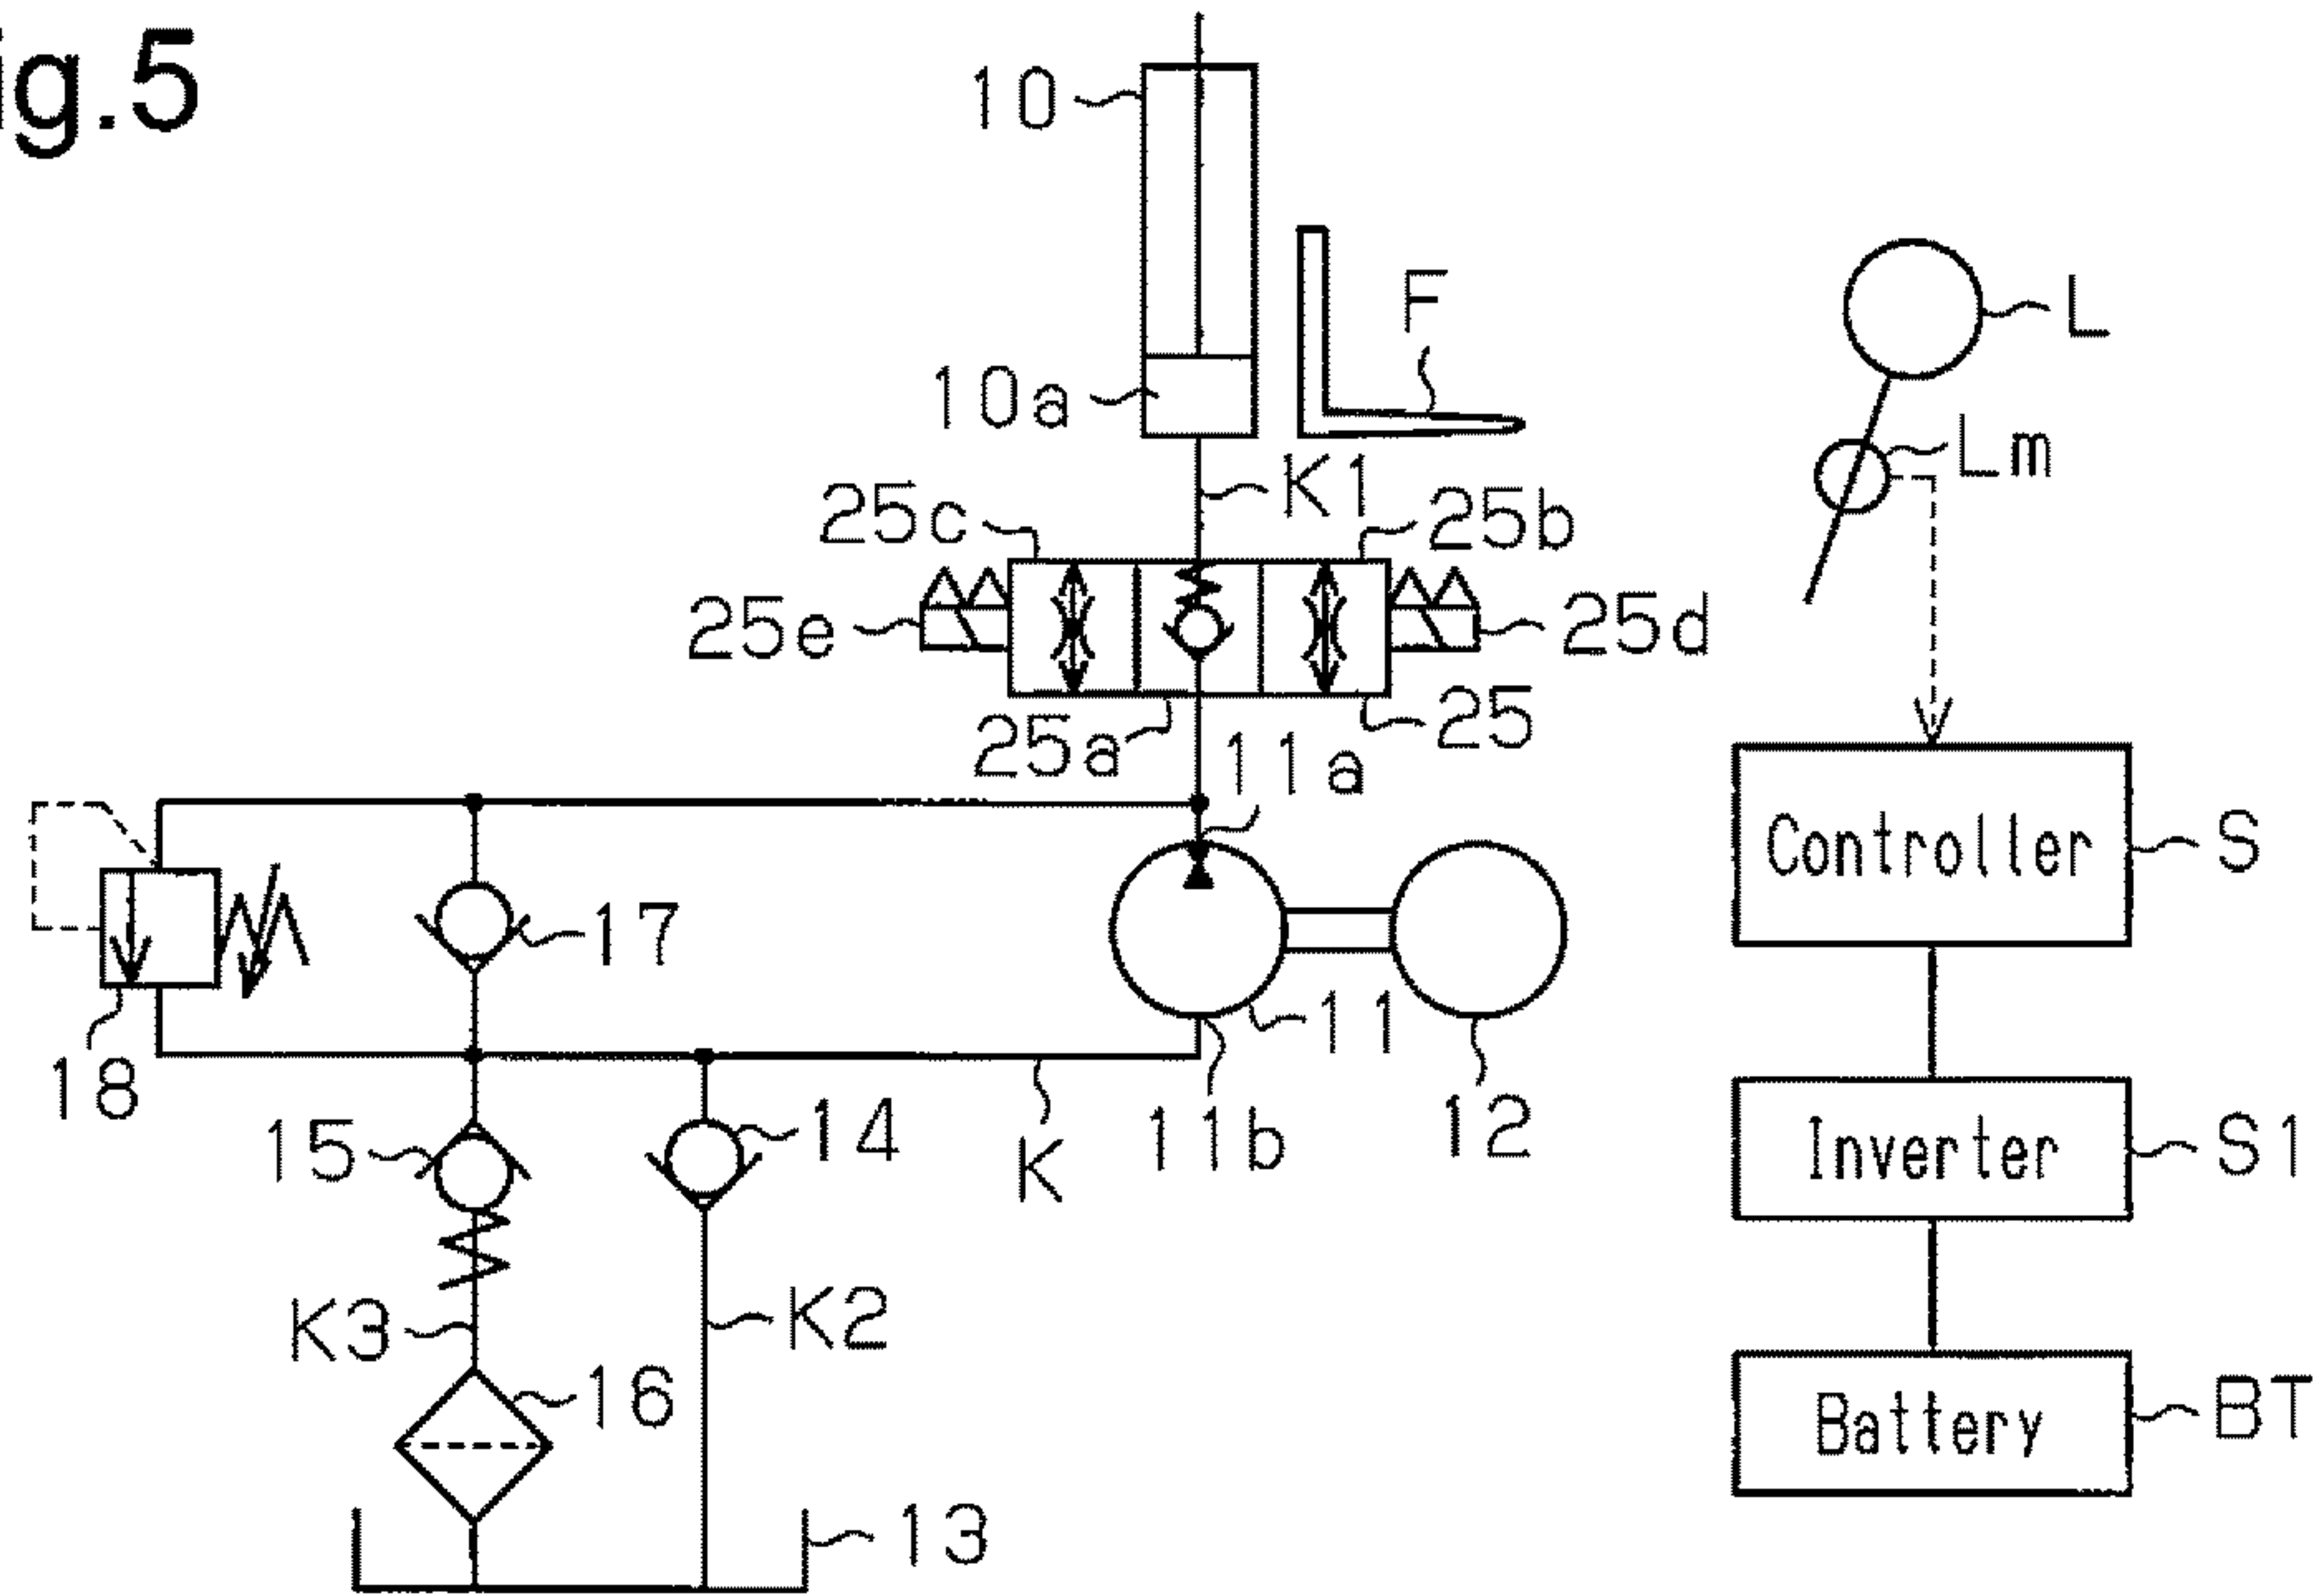 ig.5
10
10a
F
L
Lm
K1
25c
25b
25e
25d
25a
25
11a
Controller
S
17
18
11
15
14
K
11b
12
Inverter
S1
K3
K2
16
Battery
BT
13